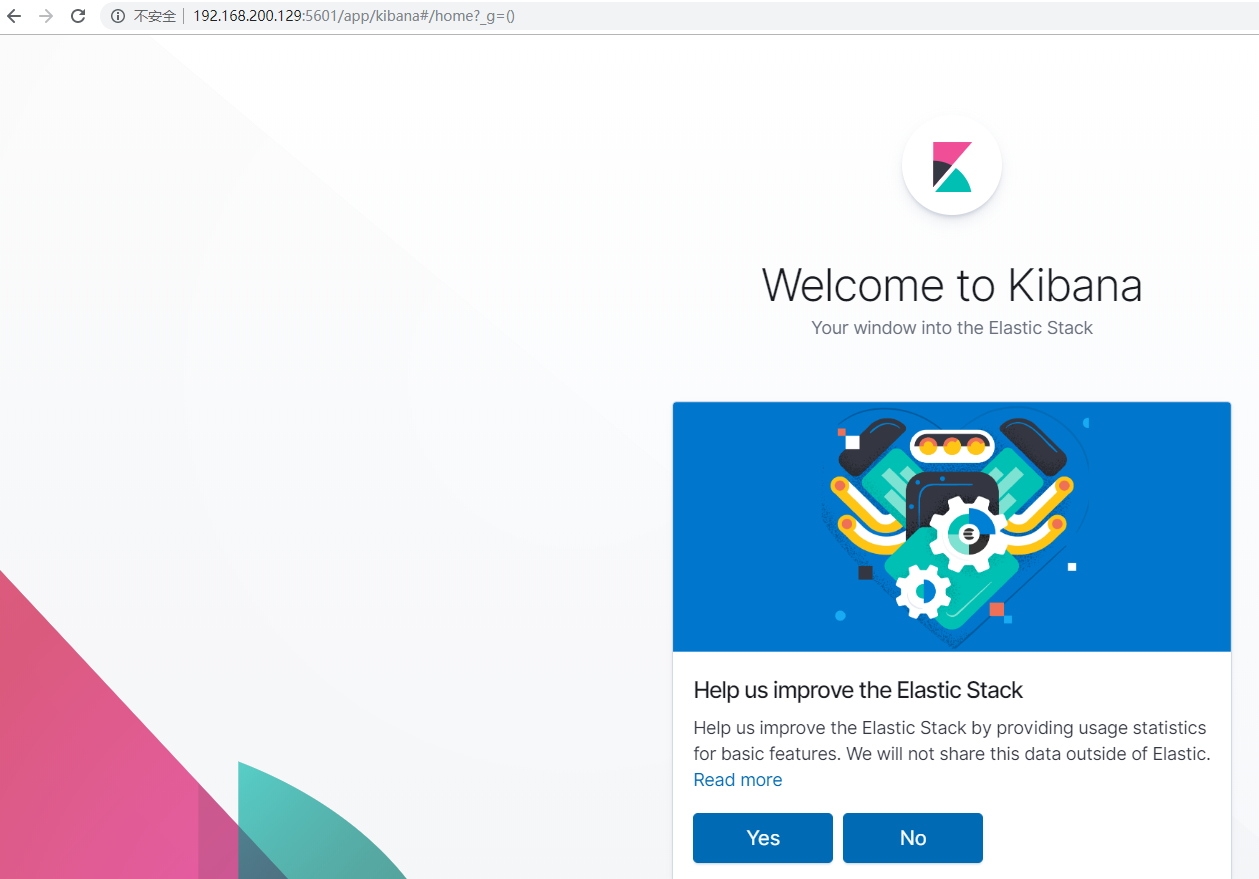 不安全 192.168.200.129:5601/app/kibana#/home?_g=()
Welcome to Kibana
Your window into the Elastic Stack
Help us improve the Elastic Stack
Help us improve the Elastic Stack by providing usage statistics
for basic features. We will not share this data outside of Elastic.
Read more
Yes No